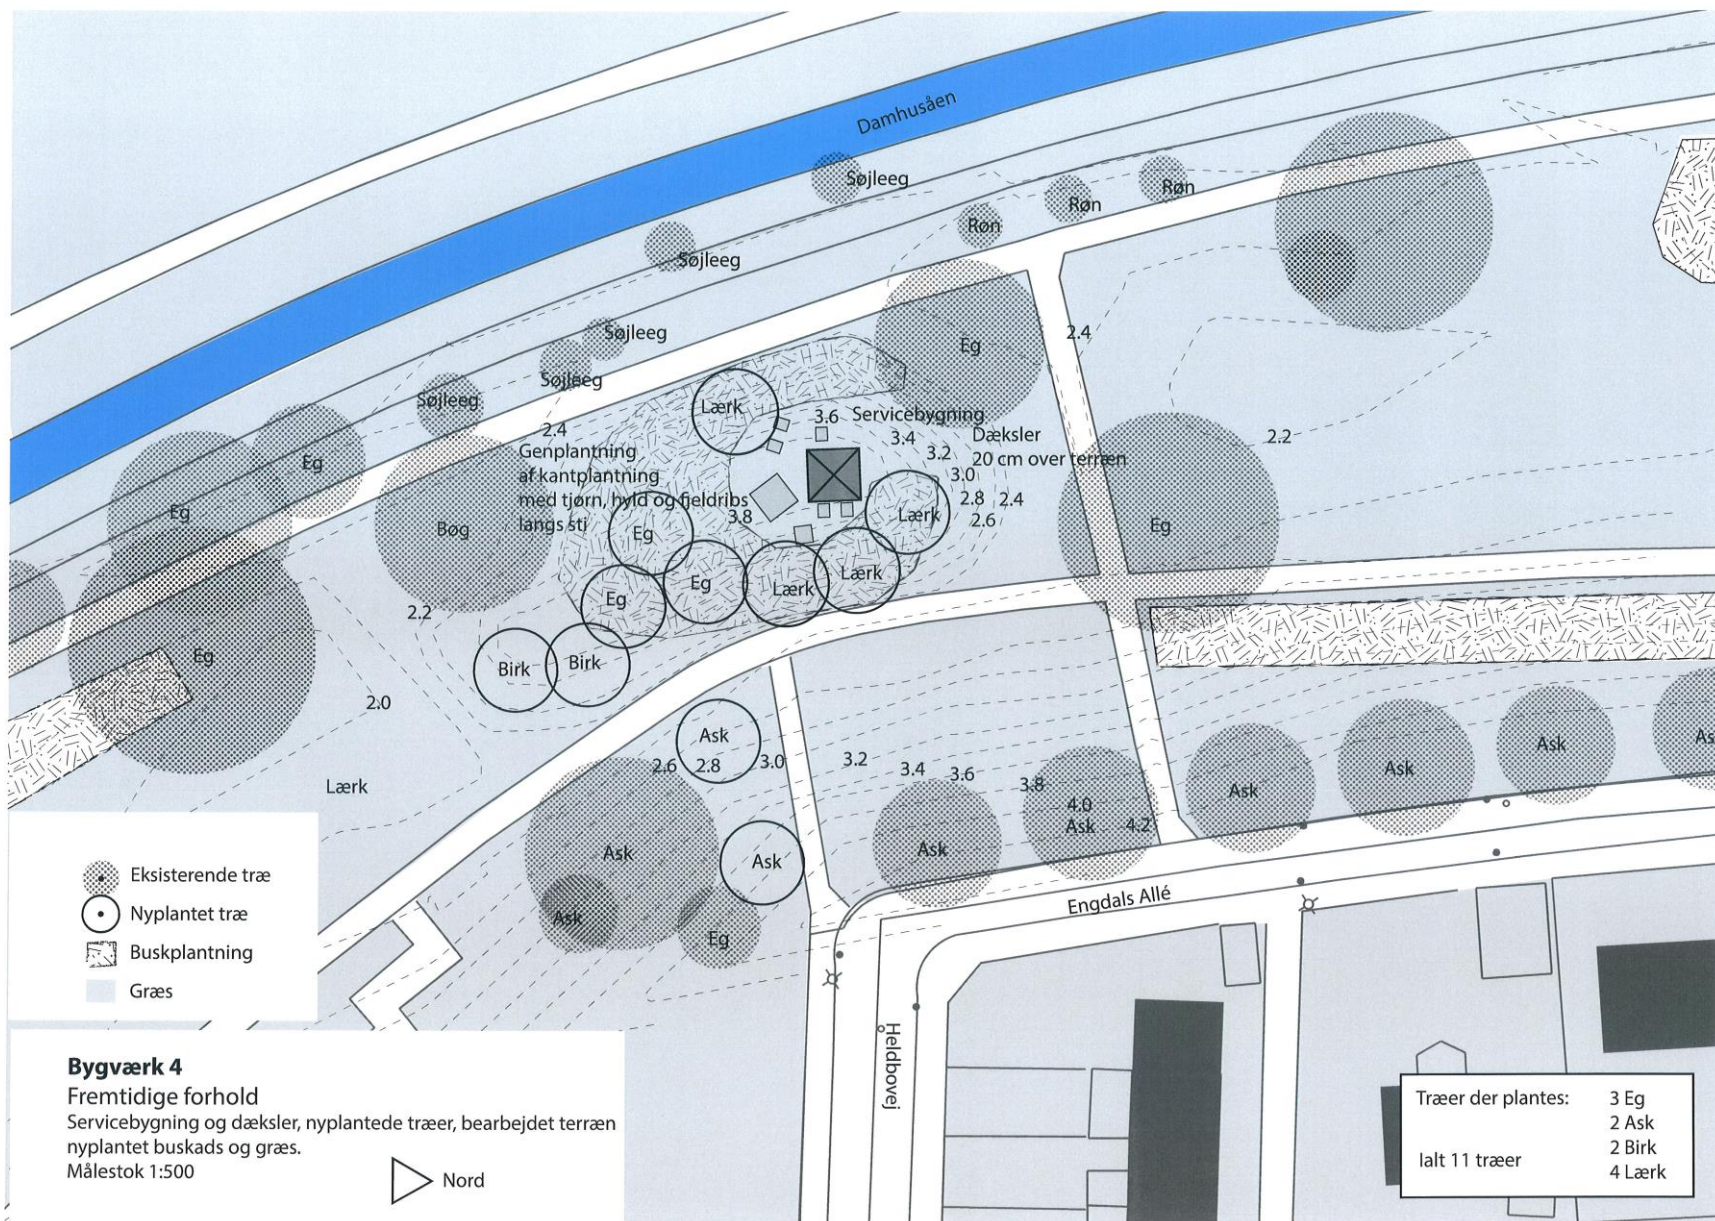 Damhusåen
Søjleeg
Røn
Røn
Røn
Søjleeg
Søjleeg
Søjleeg
Søjleeg
Eg
2.4
Eg
Eg
Bøg
Lærk
3.6
Servicebygning
3.4
Dæksler
3.2
20 cm over terræn
3.0
2.8
2.4
2.6
2.2
2.4
Genplantning
af kantplantning
med tjørn, hyld og fjeldribs
langs sti
3.8
Eg
Lærk
Eg
Eg
Eg
Lærk
Lærk
2.2
Eg
Birk
Birk
2.0
Lærk
Ask
2.6
2.8
3.0
3.2
3.4
3.6
3.8
4.0
Ask
4.2
Ask
Ask
Ask
As
Ask
Ask
Ask
Ask
Eg
Engdals Allé
Heldbovej
Eksisterende træ
Nyplantet træ
Buskplantning
Græs
Bygværk 4
Fremtidige forhold
Servicebygning og dæksler, nyplantede træer, bearbejdet terræn
nyplantet buskads og græs.
Målestok 1:500
Nord
Træer der plantes: 3 Eg
2 Ask
2 Birk
Ialt 11 træer 4 Lærk